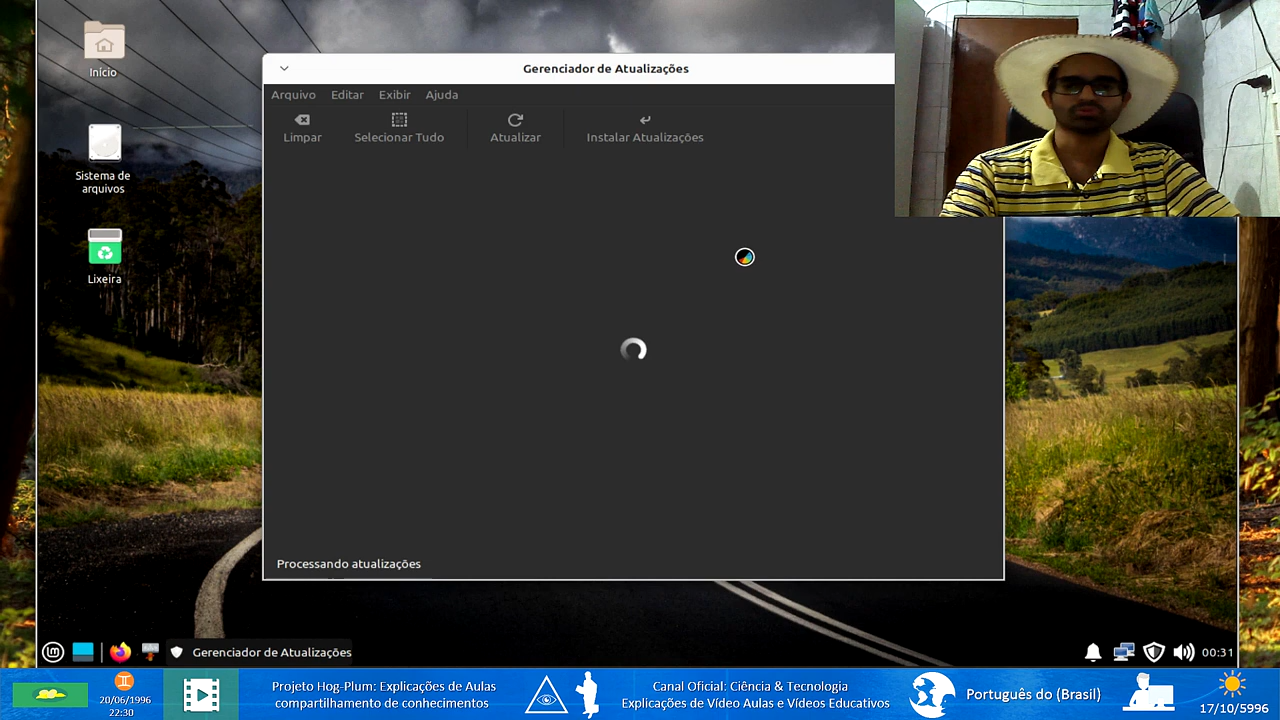 Início
Sistema de
arquivos
Lixeira
Gerenciador de Atualizações
Arquivo Editar Exibir Ajuda
Limpar Selecionar Tudo Atualizar Instalar Atualizações
Processando atualizações
Gerenciador de Atualizações
00:31
20/06/1996
22:30
Projeto Hog-Plum: Explicações de Aulas
compartilhamento de conhecimentos
Canal Oficial: Ciência & Tecnologia
Explicações de Vídeo Aulas e Vídeos Educativos
Português do (Brasil)
17/10/5996